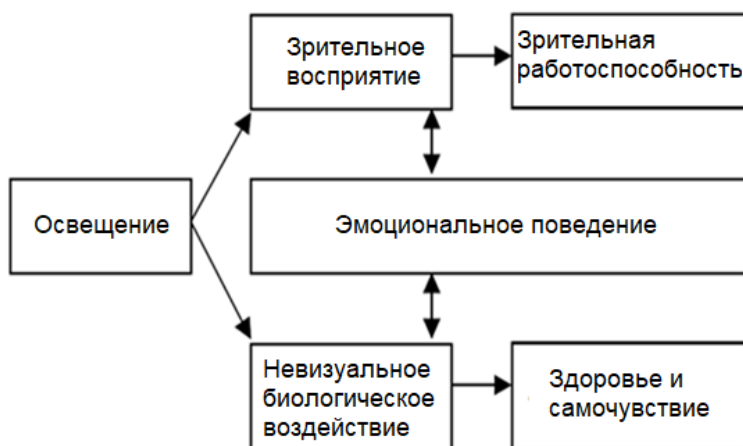 Зрительное
восприятие
Зрительная
работоспособность
Освещение
Эмоциональное поведение
Невизуальное
биологическое
воздействие
Здоровье и
самочувствие